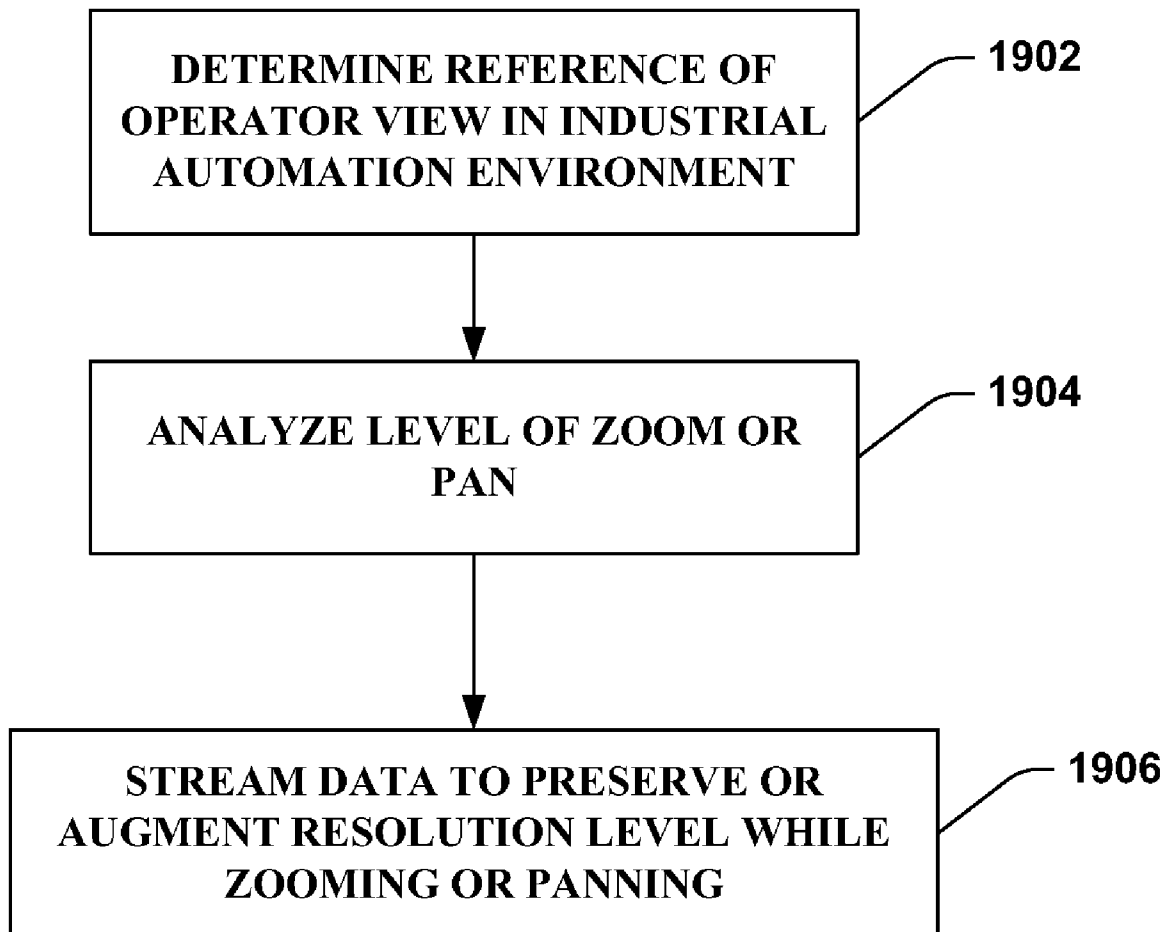 DETERMINE REFERENCE OF
OPERATOR VIEW IN INDUSTRIAL
AUTOMATION ENVIRONMENT
1902
ANALYZE LEVEL OF ZOOM OR
PAN
1904
STREAM DATA TO PRESERVE OR
AUGMENT RESOLUTION LEVEL WHILE
ZOOMING OR PANNING
1906